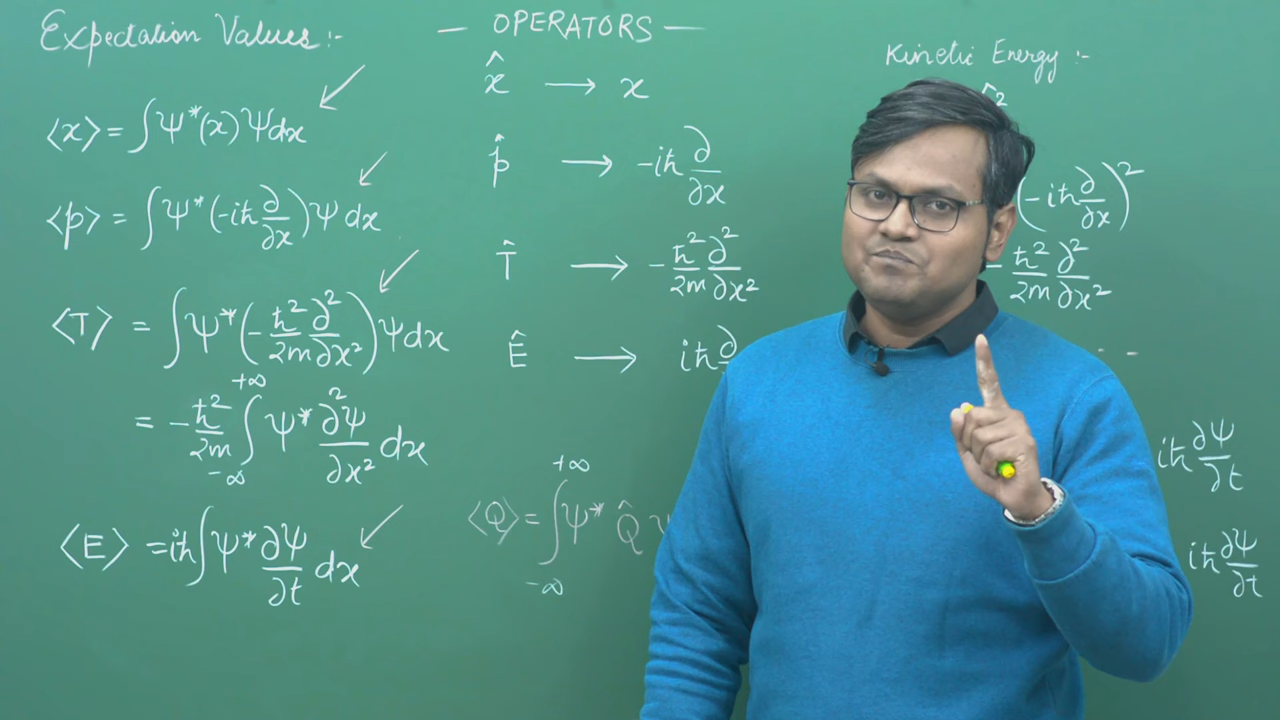 Expectation Values:-
⟨x⟩ = ∫Ψ*(x)Ψdx
⟨p⟩ = ∫Ψ*(-iħ ∂/∂x)Ψ dx
⟨T⟩ = ∫Ψ*(-ħ²/2m ∂²/∂x²)Ψdx
= -ħ²/2m ∫_{-∞}^{+∞} Ψ* ∂²Ψ/∂x² dx
⟨E⟩ = iħ∫Ψ* ∂Ψ/∂t dx
— OPERATORS —
x̂ → x
p̂ → -iħ ∂/∂x
T̂ → -ħ²/2m ∂²/∂x²
Ê → iħ ∂
⟨Q⟩ = ∫_{-∞}^{+∞} Ψ* Q̂ Ψ
Kinetic Energy :-
(-iħ ∂/∂x)²
-ħ²/2m ∂²/∂x²
iħ ∂Ψ/∂t
iħ ∂Ψ/∂t